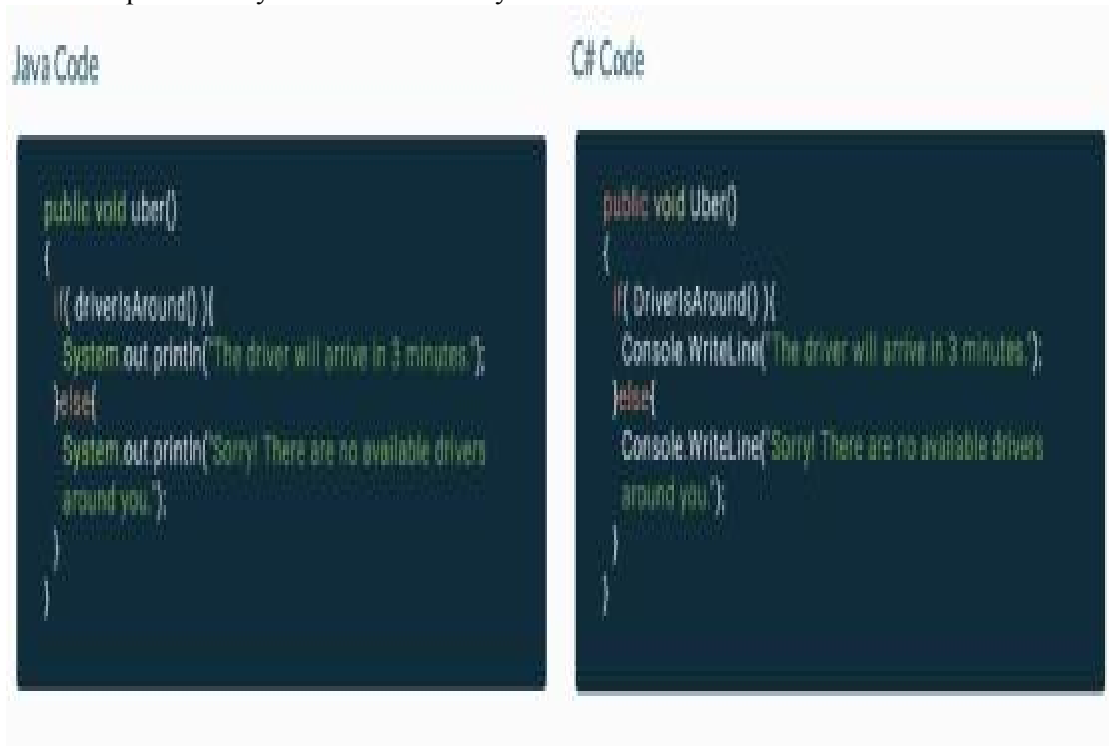 Java Code
public void uber()
{
if( driverIsAround() ){
System.out.println("The driver will arrive in 3 minutes.");
}else{
System.out.println("Sorry! There are no available drivers
around you.");
}
}
C# Code
public void Uber()
{
if( DriverIsAround() ){
Console.WriteLine("The driver will arrive in 3 minutes.");
}else{
Console.WriteLine("Sorry! There are no available drivers
around you.");
}
}